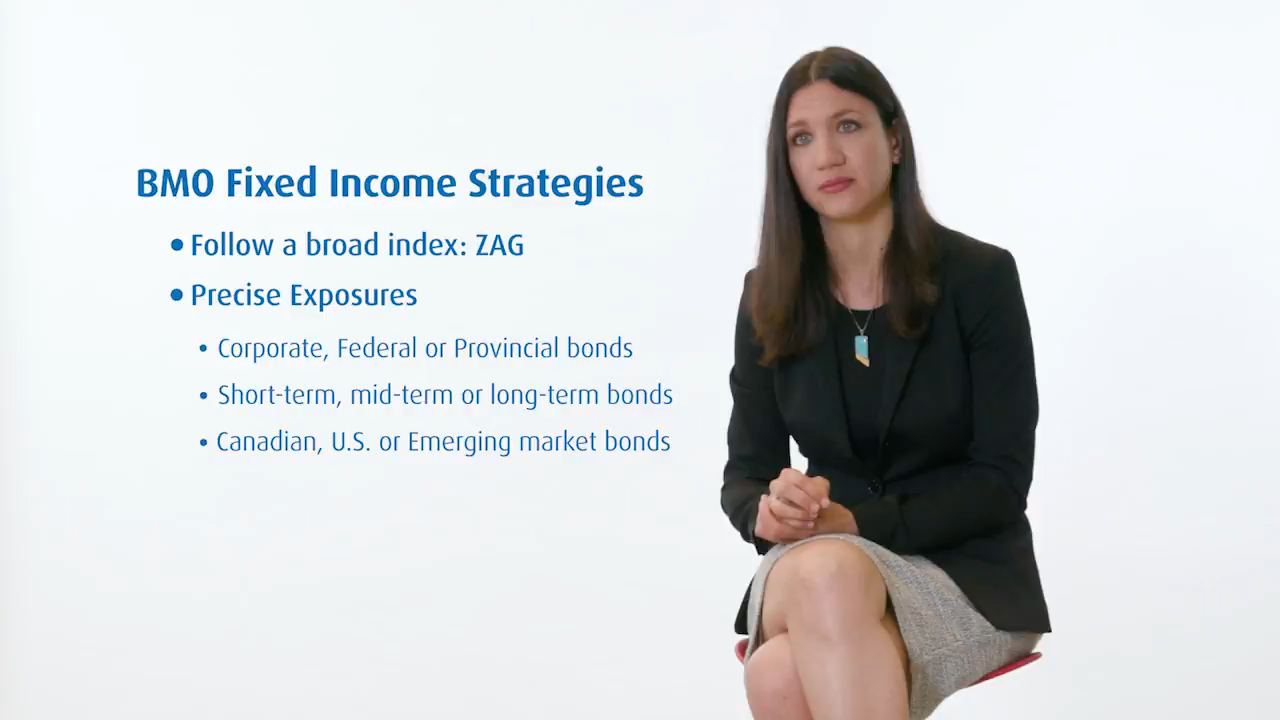 BMO Fixed Income Strategies
• Follow a broad index: ZAG
• Precise Exposures
• Corporate, Federal or Provincial bonds
• Short-term, mid-term or long-term bonds
• Canadian, U.S. or Emerging market bonds